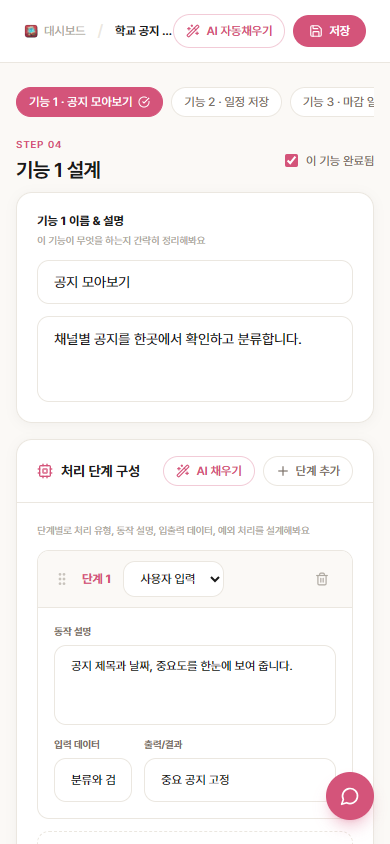 대시보드 / 학교 공지 ... AI 자동채우기 저장
기능 1 · 공지 모아보기 기능 2 · 일정 저장 기능 3 · 마감 일
STEP 04
기능 1 설계
이 기능 완료됨
기능 1 이름 & 설명
이 기능이 무엇을 하는지 간략히 정리해봐요
공지 모아보기
채널별 공지를 한곳에서 확인하고 분류합니다.
처리 단계 구성 AI 채우기 + 단계 추가
단계별로 처리 유형, 동작 설명, 입출력 데이터, 예외 처리를 설계해봐요
단계 1 사용자 입력
동작 설명
공지 제목과 날짜, 중요도를 한눈에 보여 줍니다.
입력 데이터 출력/결과
분류와 검 중요 공지 고정